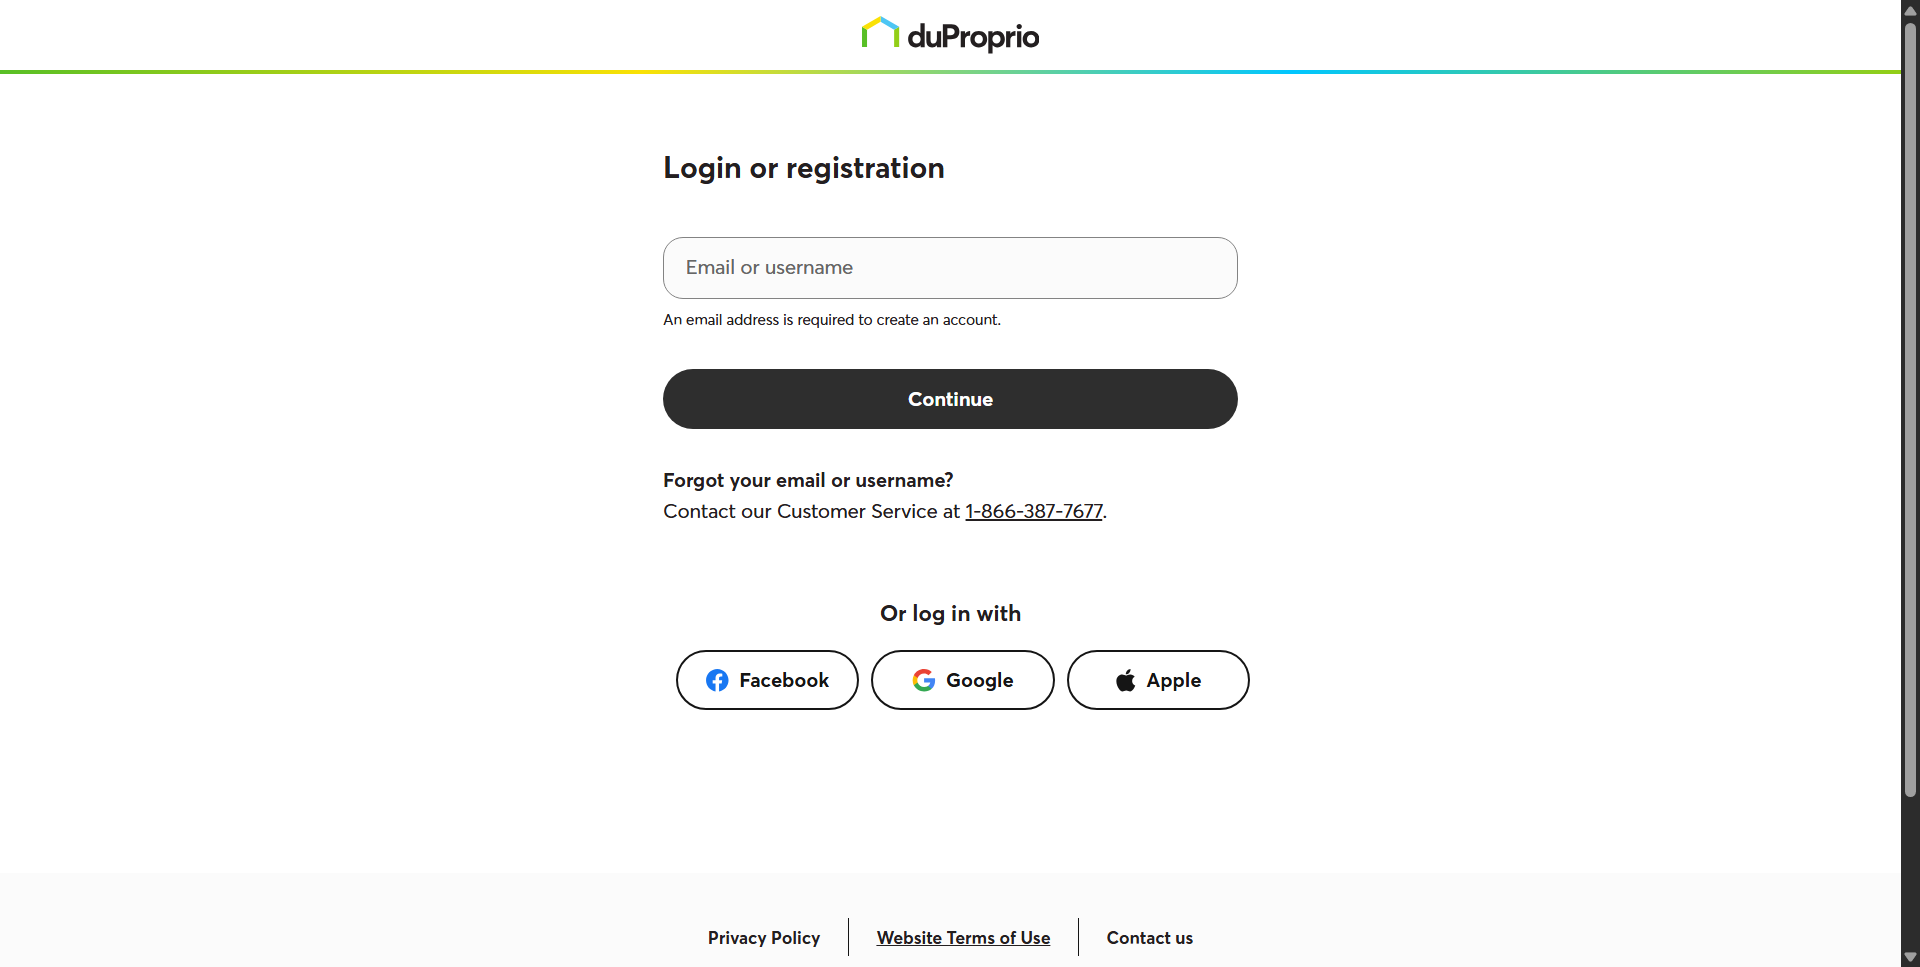 duProprio
Login or registration
Email or username
An email address is required to create an account.
Continue
Forgot your email or username?
Contact our Customer Service at 1-866-387-7677.
Or log in with
Facebook
Google
Apple
Privacy Policy
Website Terms of Use
Contact us